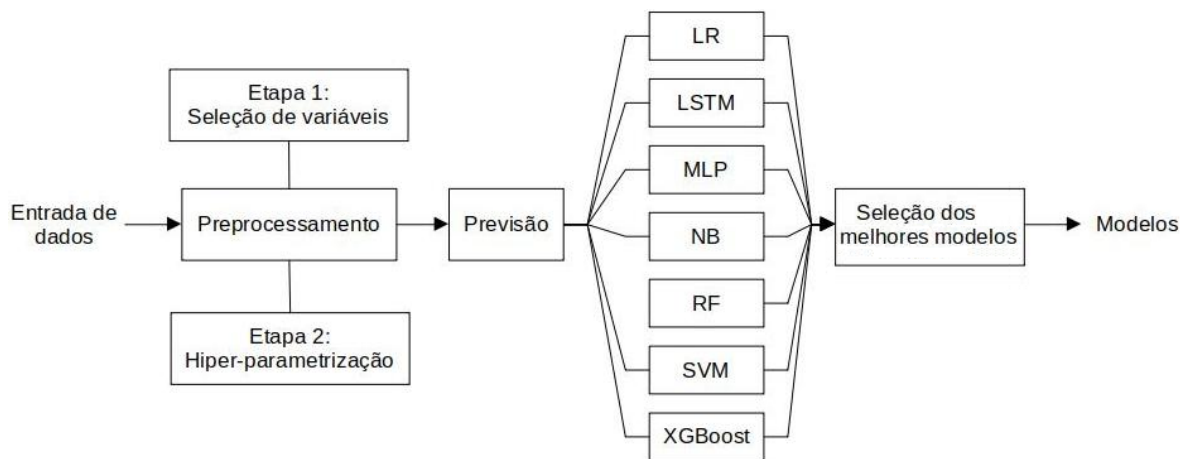 Entrada de
dados
Etapa 1:
Seleção de variáveis
Preprocessamento
Etapa 2:
Hiper-parametrização
Previsão
LR
LSTM
MLP
NB
RF
SVM
XGBoost
Seleção dos
melhores modelos
Modelos